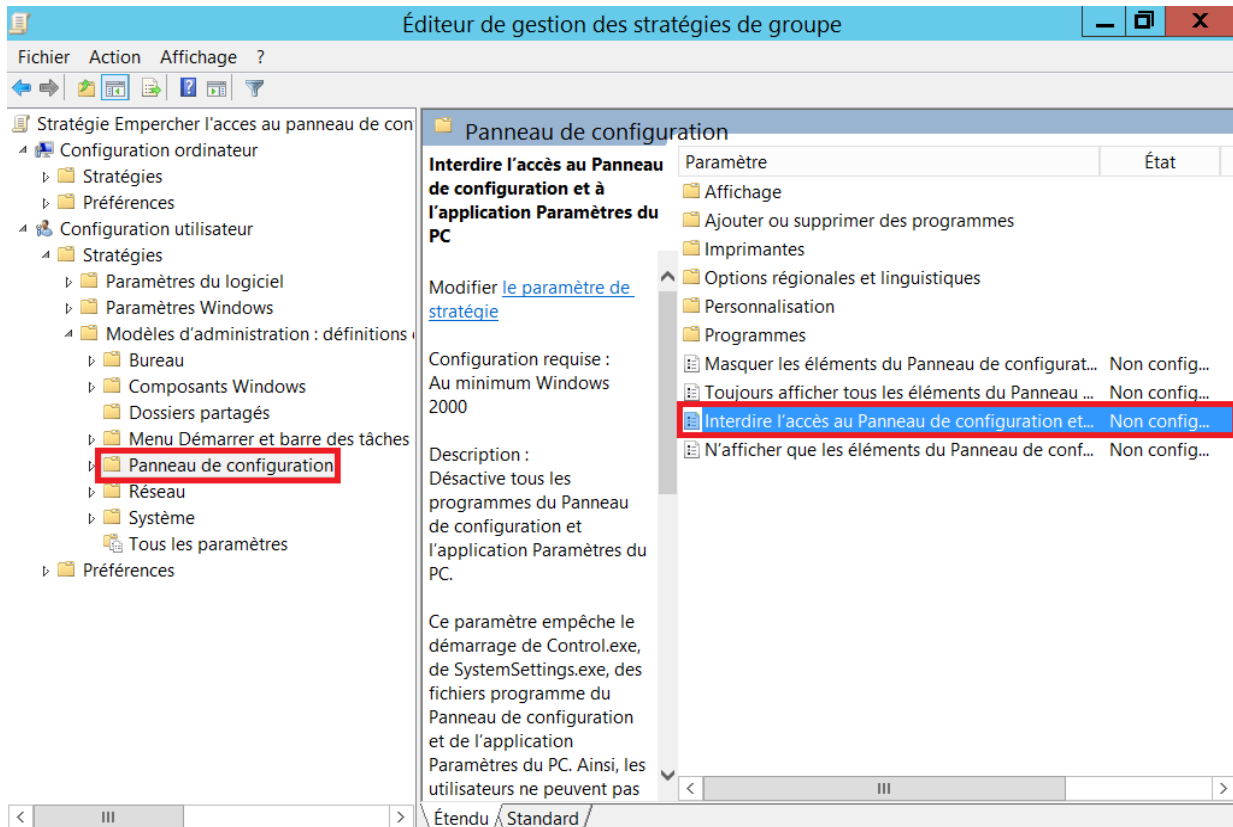 Éditeur de gestion des stratégies de groupe
Fichier Action Affichage ?
Stratégie Empercher l'acces au panneau de con
Configuration ordinateur
Stratégies
Préférences
Configuration utilisateur
Stratégies
Paramètres du logiciel
Paramètres Windows
Modèles d'administration : définitions
Bureau
Composants Windows
Dossiers partagés
Menu Démarrer et barre des tâches
Panneau de configuration
Réseau
Système
Tous les paramètres
Préférences
Panneau de configuration
Interdire l'accès au Panneau
de configuration et à
l'application Paramètres du
PC
Modifier le paramètre de
stratégie
Configuration requise :
Au minimum Windows
2000
Description :
Désactive tous les
programmes du Panneau
de configuration et
l'application Paramètres du
PC.
Ce paramètre empêche le
démarrage de Control.exe,
de SystemSettings.exe, des
fichiers programme du
Panneau de configuration
et de l'application
Paramètres du PC. Ainsi, les
utilisateurs ne peuvent pas
Paramètre État
Affichage
Ajouter ou supprimer des programmes
Imprimantes
Options régionales et linguistiques
Personnalisation
Programmes
Masquer les éléments du Panneau de configurat... Non config...
Toujours afficher tous les éléments du Panneau ... Non config...
Interdire l'accès au Panneau de configuration et... Non config...
N'afficher que les éléments du Panneau de conf... Non config...
Étendu Standard